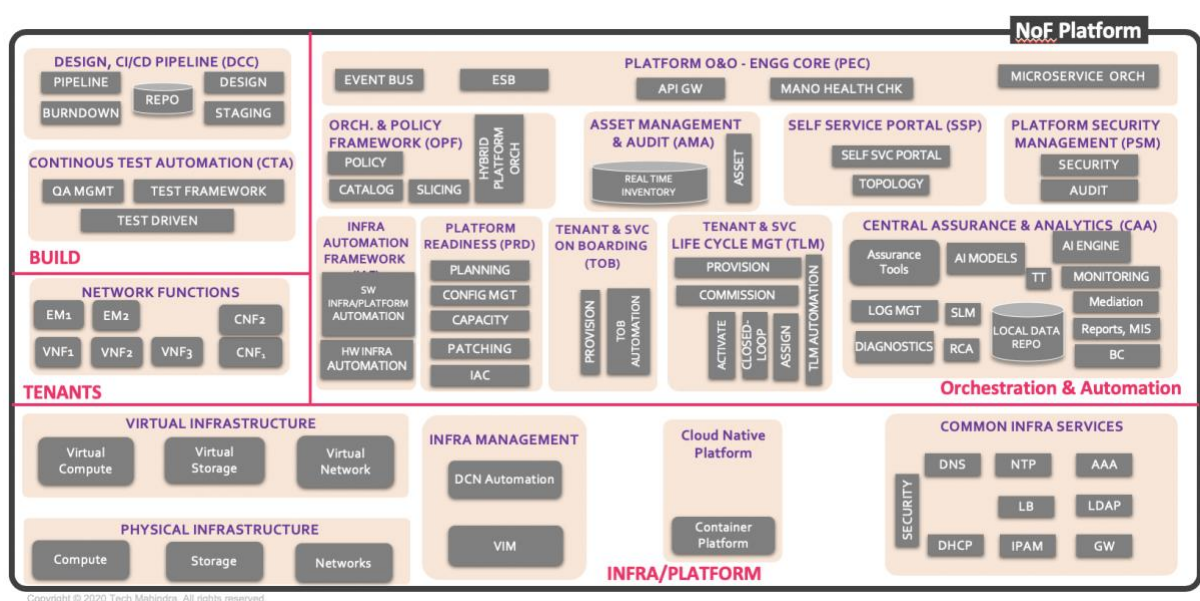 NoF Platform
DESIGN, CI/CD PIPELINE (DCC)
PIPELINE
REPO
DESIGN
BURNDOWN
STAGING
CONTINOUS TEST AUTOMATION (CTA)
QA MGMT
TEST FRAMEWORK
TEST DRIVEN
BUILD
PLATFORM O&O - ENGG CORE (PEC)
EVENT BUS
ESB
API GW
MANO HEALTH CHK
MICROSERVICE ORCH
ORCH. & POLICY
FRAMEWORK (OPF)
POLICY
CATALOG
SLICING
HYBRID
PLATFORM
ORCH
ASSET MANAGEMENT
& AUDIT (AMA)
REAL TIME
INVENTORY
ASSET
SELF SERVICE PORTAL (SSP)
SELF SVC PORTAL
TOPOLOGY
PLATFORM SECURITY
MANAGEMENT (PSM)
SECURITY
AUDIT
NETWORK FUNCTIONS
EM1
EM2
CNF2
VNF1
VNF2
VNF3
CNF1
TENANTS
INFRA
AUTOMATION
FRAMEWORK
SW
INFRA/PLATFORM
AUTOMATION
HW INFRA
AUTOMATION
PLATFORM
READINESS (PRD)
PLANNING
CONFIG MGT
CAPACITY
PATCHING
IAC
TENANT & SVC
ON BOARDING
(TOB)
PROVISION
TOB
AUTOMATION
TENANT & SVC
LIFE CYCLE MGT (TLM)
PROVISION
COMMISSION
ACTIVATE
CLOSED-
LOOP
ASSIGN
TLM AUTOMATION
CENTRAL ASSURANCE & ANALYTICS (CAA)
Assurance
Tools
AI MODELS
AI ENGINE
TT
MONITORING
LOG MGT
SLM
LOCAL DATA
REPO
Mediation
Reports, MIS
DIAGNOSTICS
RCA
BC
Orchestration & Automation
VIRTUAL INFRASTRUCTURE
Virtual
Compute
Virtual
Storage
Virtual
Network
PHYSICAL INFRASTRUCTURE
Compute
Storage
Networks
INFRA MANAGEMENT
DCN Automation
VIM
Cloud Native
Platform
Container
Platform
COMMON INFRA SERVICES
SECURITY
DNS
NTP
AAA
LB
LDAP
DHCP
IPAM
GW
INFRA/PLATFORM
Copyright © 2020 Tech Mahindra. All rights reserved.